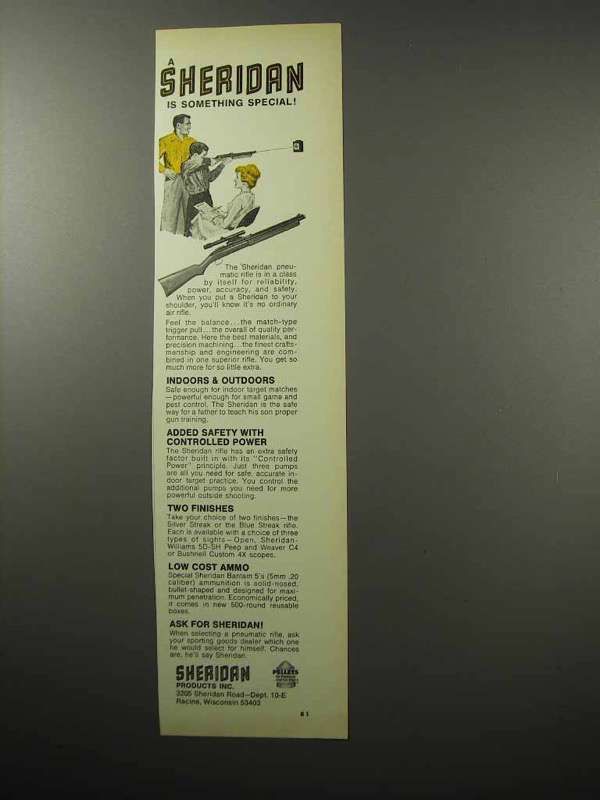 A
SHERIDAN
IS SOMETHING SPECIAL!
The Sheridan pneu-
matic rifle is in a class
by itself for reliability,
power, accuracy, and safety.
When you put a Sheridan to your
shoulder, you'll know it's no ordinary
air rifle.
Feel the balance...the match-type
trigger pull...the overall of quality per-
formance. Here the best materials, and
precision machining...the finest crafts-
manship and engineering are com-
bined in one superior rifle. You get so
much more for so little extra.
INDOORS & OUTDOORS
Safe enough for indoor target matches
—powerful enough for small game and
pest control. The Sheridan is the safe
way for a father to teach his son proper
gun training.
ADDED SAFETY WITH
CONTROLLED POWER
The Sheridan rifle has an extra safety
factor built in with its "Controlled
Power" principle. Just three pumps
are all you need for safe, accurate in-
door target practice. You control the
additional pumps you need for more
powerful outside shooting.
TWO FINISHES
Take your choice of two finishes—the
Silver Streak or the Blue Streak rifle.
Each is available with a choice of three
types of sights—Open, Sheridan-
Williams 5D-SH Peep and Weaver C4
or Bushnell Custom 4X scopes.
LOW COST AMMO
Special Sheridan Bantam 5's (5mm .20
caliber) ammunition is solid-nosed,
bullet-shaped and designed for maxi-
mum penetration. Economically priced,
it comes in new 500-round reusable
boxes.
ASK FOR SHERIDAN!
When selecting a pneumatic rifle, ask
your sporting goods dealer which one
he would select for himself. Chances
are, he'll say Sheridan.
SHERIDAN
PRODUCTS INC.
3205 Sheridan Road—Dept. 10-E
Racine, Wisconsin 53403
PELLETS
81